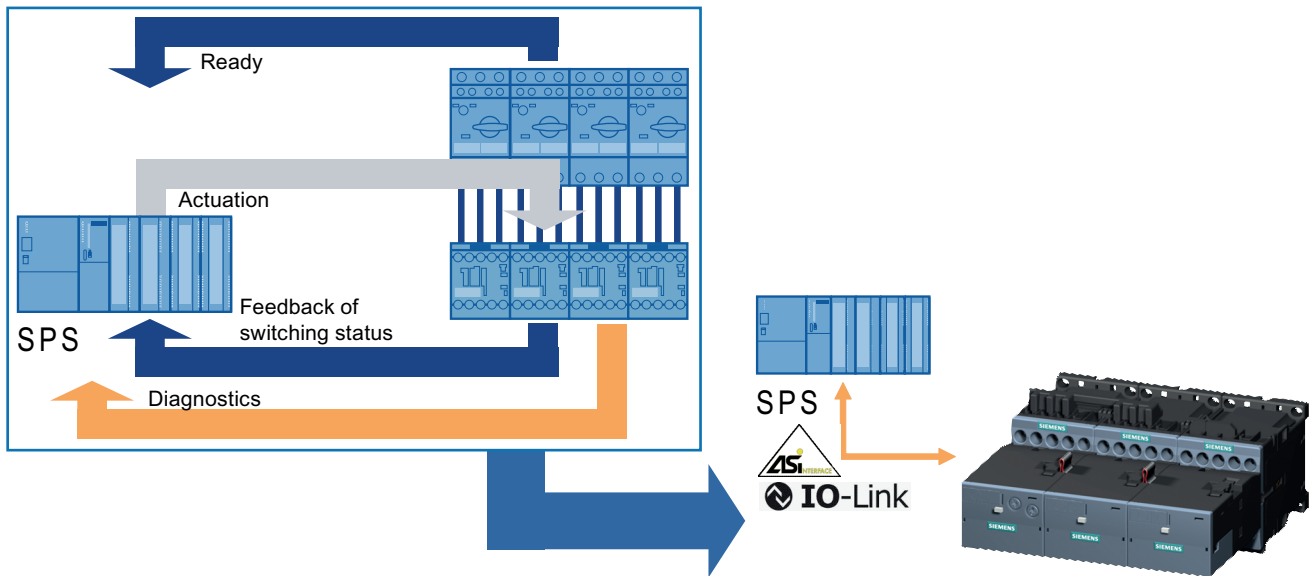 Ready
Actuation
Feedback of
switching status
SPS
Diagnostics
SPS
ASi
INTERFACE
IO-Link
SIEMENS
SIEMENS
SIEMENS
SIEMENS
SIEMENS
SIEMENS